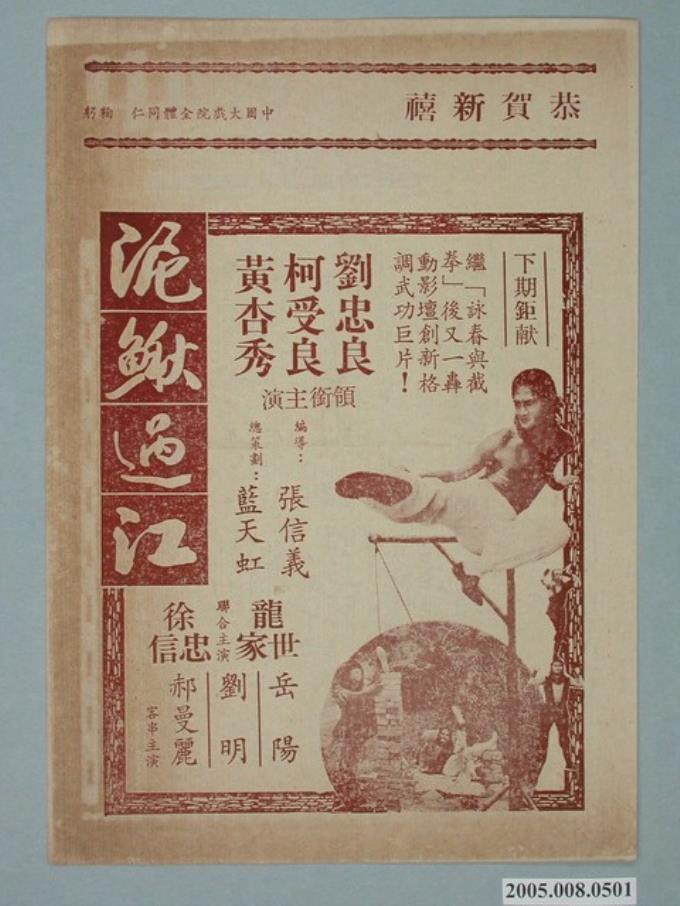 恭賀新禧
中國大戲院全體同仁 鞠躬
下期鉅献
繼「詠春與截
拳」後又一轟
動影壇創新格
調武功巨片！
劉忠良
柯受良
黃杏秀
領銜主演
編導：張信義
總策劃：藍天虹
泥鰍過江
龍世家
聯合主演
徐忠信
岳陽
劉明
郝曼麗
客串主演
2005.008.0501